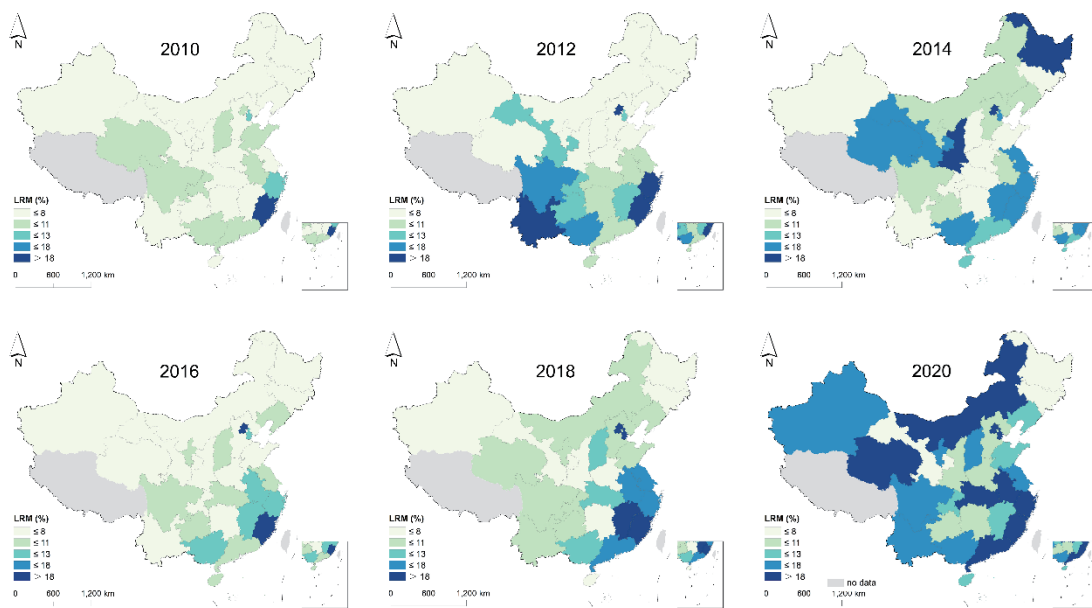 N
2010
LRM (%)
≤ 8
≤ 11
≤ 13
≤ 18
> 18
0 600 1,200 km
N
2012
LRM (%)
≤ 8
≤ 11
≤ 13
≤ 18
> 18
0 600 1,200 km
N
2014
LRM (%)
≤ 8
≤ 11
≤ 13
≤ 18
> 18
0 600 1,200 km
N
2016
LRM (%)
≤ 8
≤ 11
≤ 13
≤ 18
> 18
0 600 1,200 km
N
2018
LRM (%)
≤ 8
≤ 11
≤ 13
≤ 18
> 18
0 600 1,200 km
N
2020
LRM (%)
≤ 8
≤ 11
≤ 13
≤ 18
> 18
no data
0 600 1,200 km